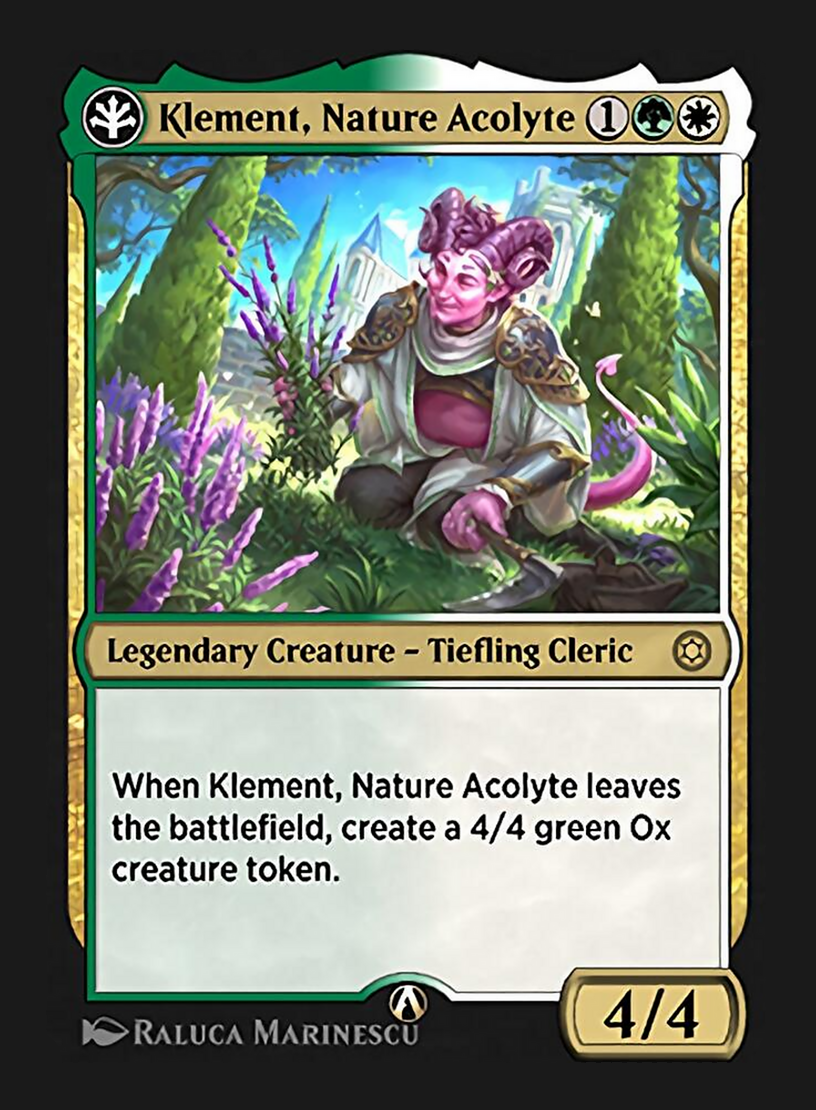 Klement, Nature Acolyte 1
Legendary Creature – Tiefling Cleric
When Klement, Nature Acolyte leaves
the battlefield, create a 4/4 green Ox
creature token.
4/4
Raluca Marinescu